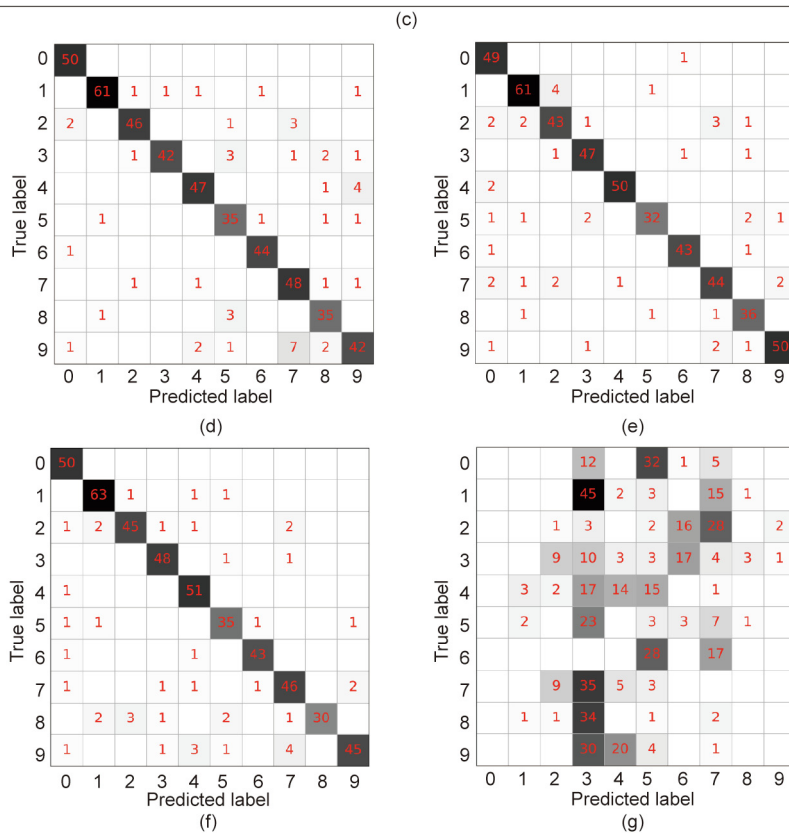 (c)
True label
0 50
1 61 1 1 1 1 1
2 2 46 1 3
3 1 42 3 1 2 1
4 47 1 4
5 1 35 1 1 1
6 1 44
7 1 1 48 1 1
8 1 3 35
9 1 2 1 7 2 42
0 1 2 3 4 5 6 7 8 9
Predicted label
(d)
True label
0 49 1
1 61 4 1
2 2 2 43 1 3 1
3 1 47 1 1
4 2 50
5 1 1 2 32 2 1
6 1 43 1
7 2 1 2 1 44 2
8 1 1 1 36
9 1 1 2 1 50
0 1 2 3 4 5 6 7 8 9
Predicted label
(e)
True label
0 50
1 63 1 1 1
2 1 2 45 1 1 2
3 48 1 1
4 1 51
5 1 1 35 1 1
6 1 1 43
7 1 1 1 1 46 2
8 2 3 1 2 1 30
9 1 1 3 1 4 45
0 1 2 3 4 5 6 7 8 9
Predicted label
(f)
True label
0 12 32 1 5
1 45 2 3 15 1
2 1 3 2 16 28 2
3 9 10 3 3 17 4 3 1
4 3 2 17 14 15 1
5 2 23 3 3 7 1
6 28 17
7 9 35 5 3
8 1 1 34 1 2
9 30 20 4 1
0 1 2 3 4 5 6 7 8 9
Predicted label
(g)